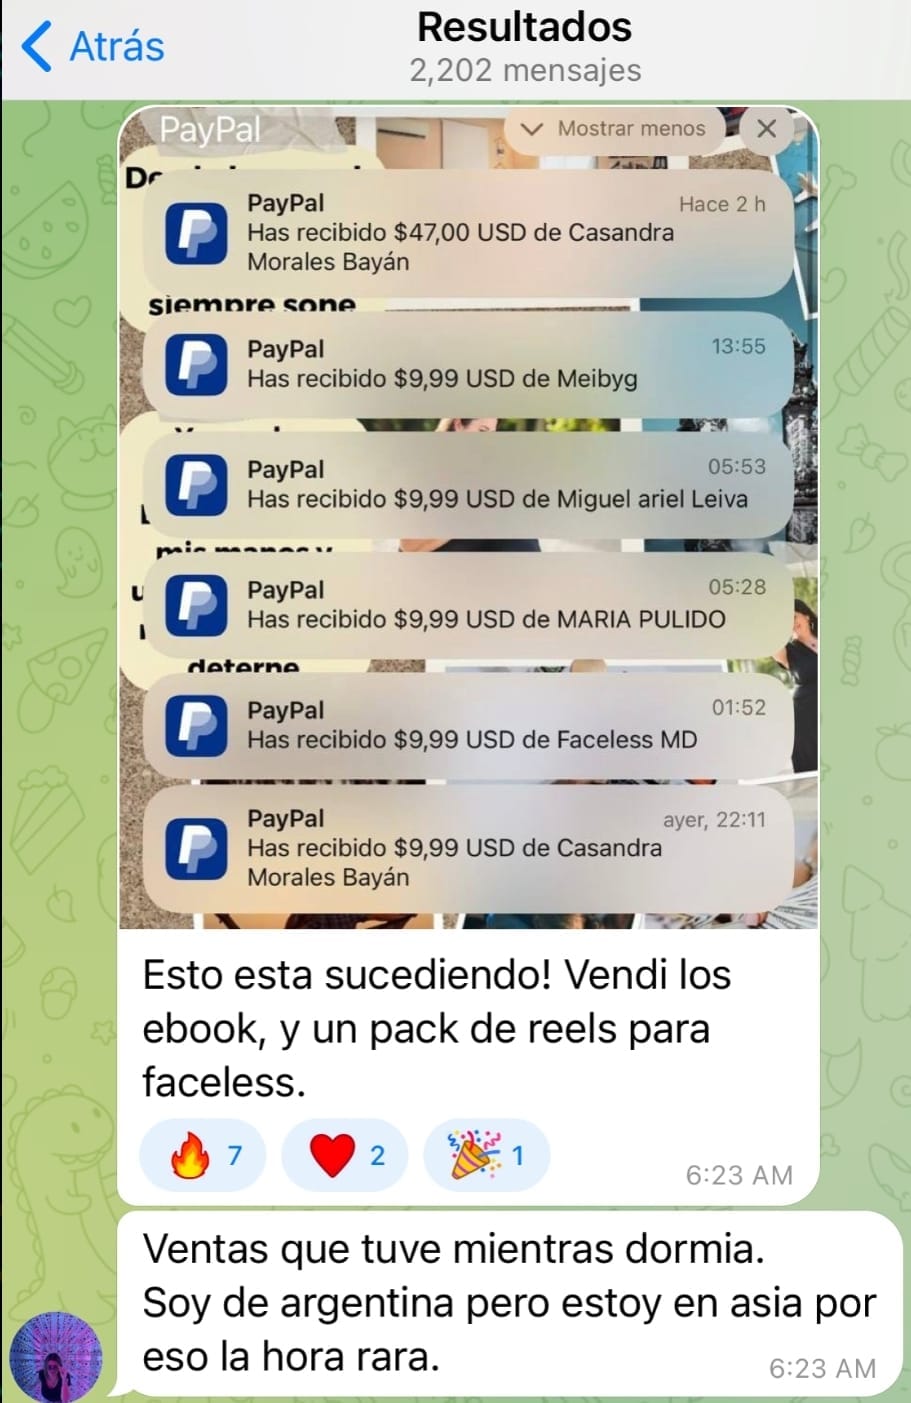 Atrás
Resultados
2,202 mensajes
PayPal
Mostrar menos
PayPal
Hace 2 h
Has recibido $47,00 USD de Casandra
Morales Bayán
siempre sone
PayPal
13:55
Has recibido $9,99 USD de Meibyg
PayPal
05:53
Has recibido $9,99 USD de Miguel ariel Leiva
mis manos y
PayPal
05:28
Has recibido $9,99 USD de MARIA PULIDO
deterne
PayPal
01:52
Has recibido $9,99 USD de Faceless MD
PayPal
ayer, 22:11
Has recibido $9,99 USD de Casandra
Morales Bayán
Esto esta sucediendo! Vendi los
ebook, y un pack de reels para
faceless.
7
2
1
6:23 AM
Ventas que tuve mientras dormia.
Soy de argentina pero estoy en asia por
eso la hora rara.
6:23 AM